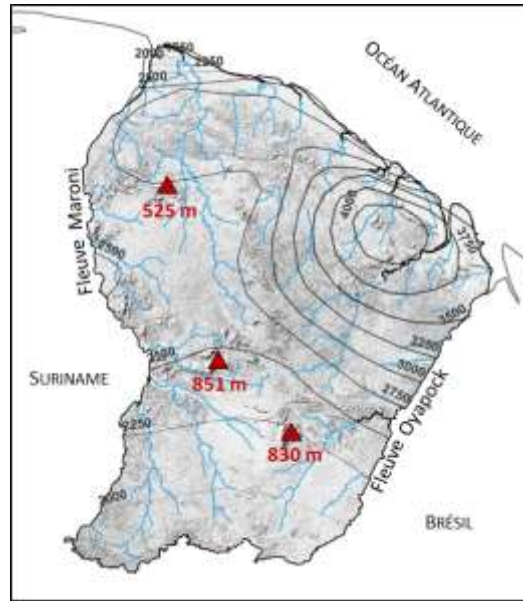 2000
2250
OCÉAN ATLANTIQUE
4000
Fleuve Maroni
525 m
3750
2500
3500
3250
3000
SURINAME
851 m
2750
2250
Fleuve Oyapock
830 m
2000
BRÉSIL